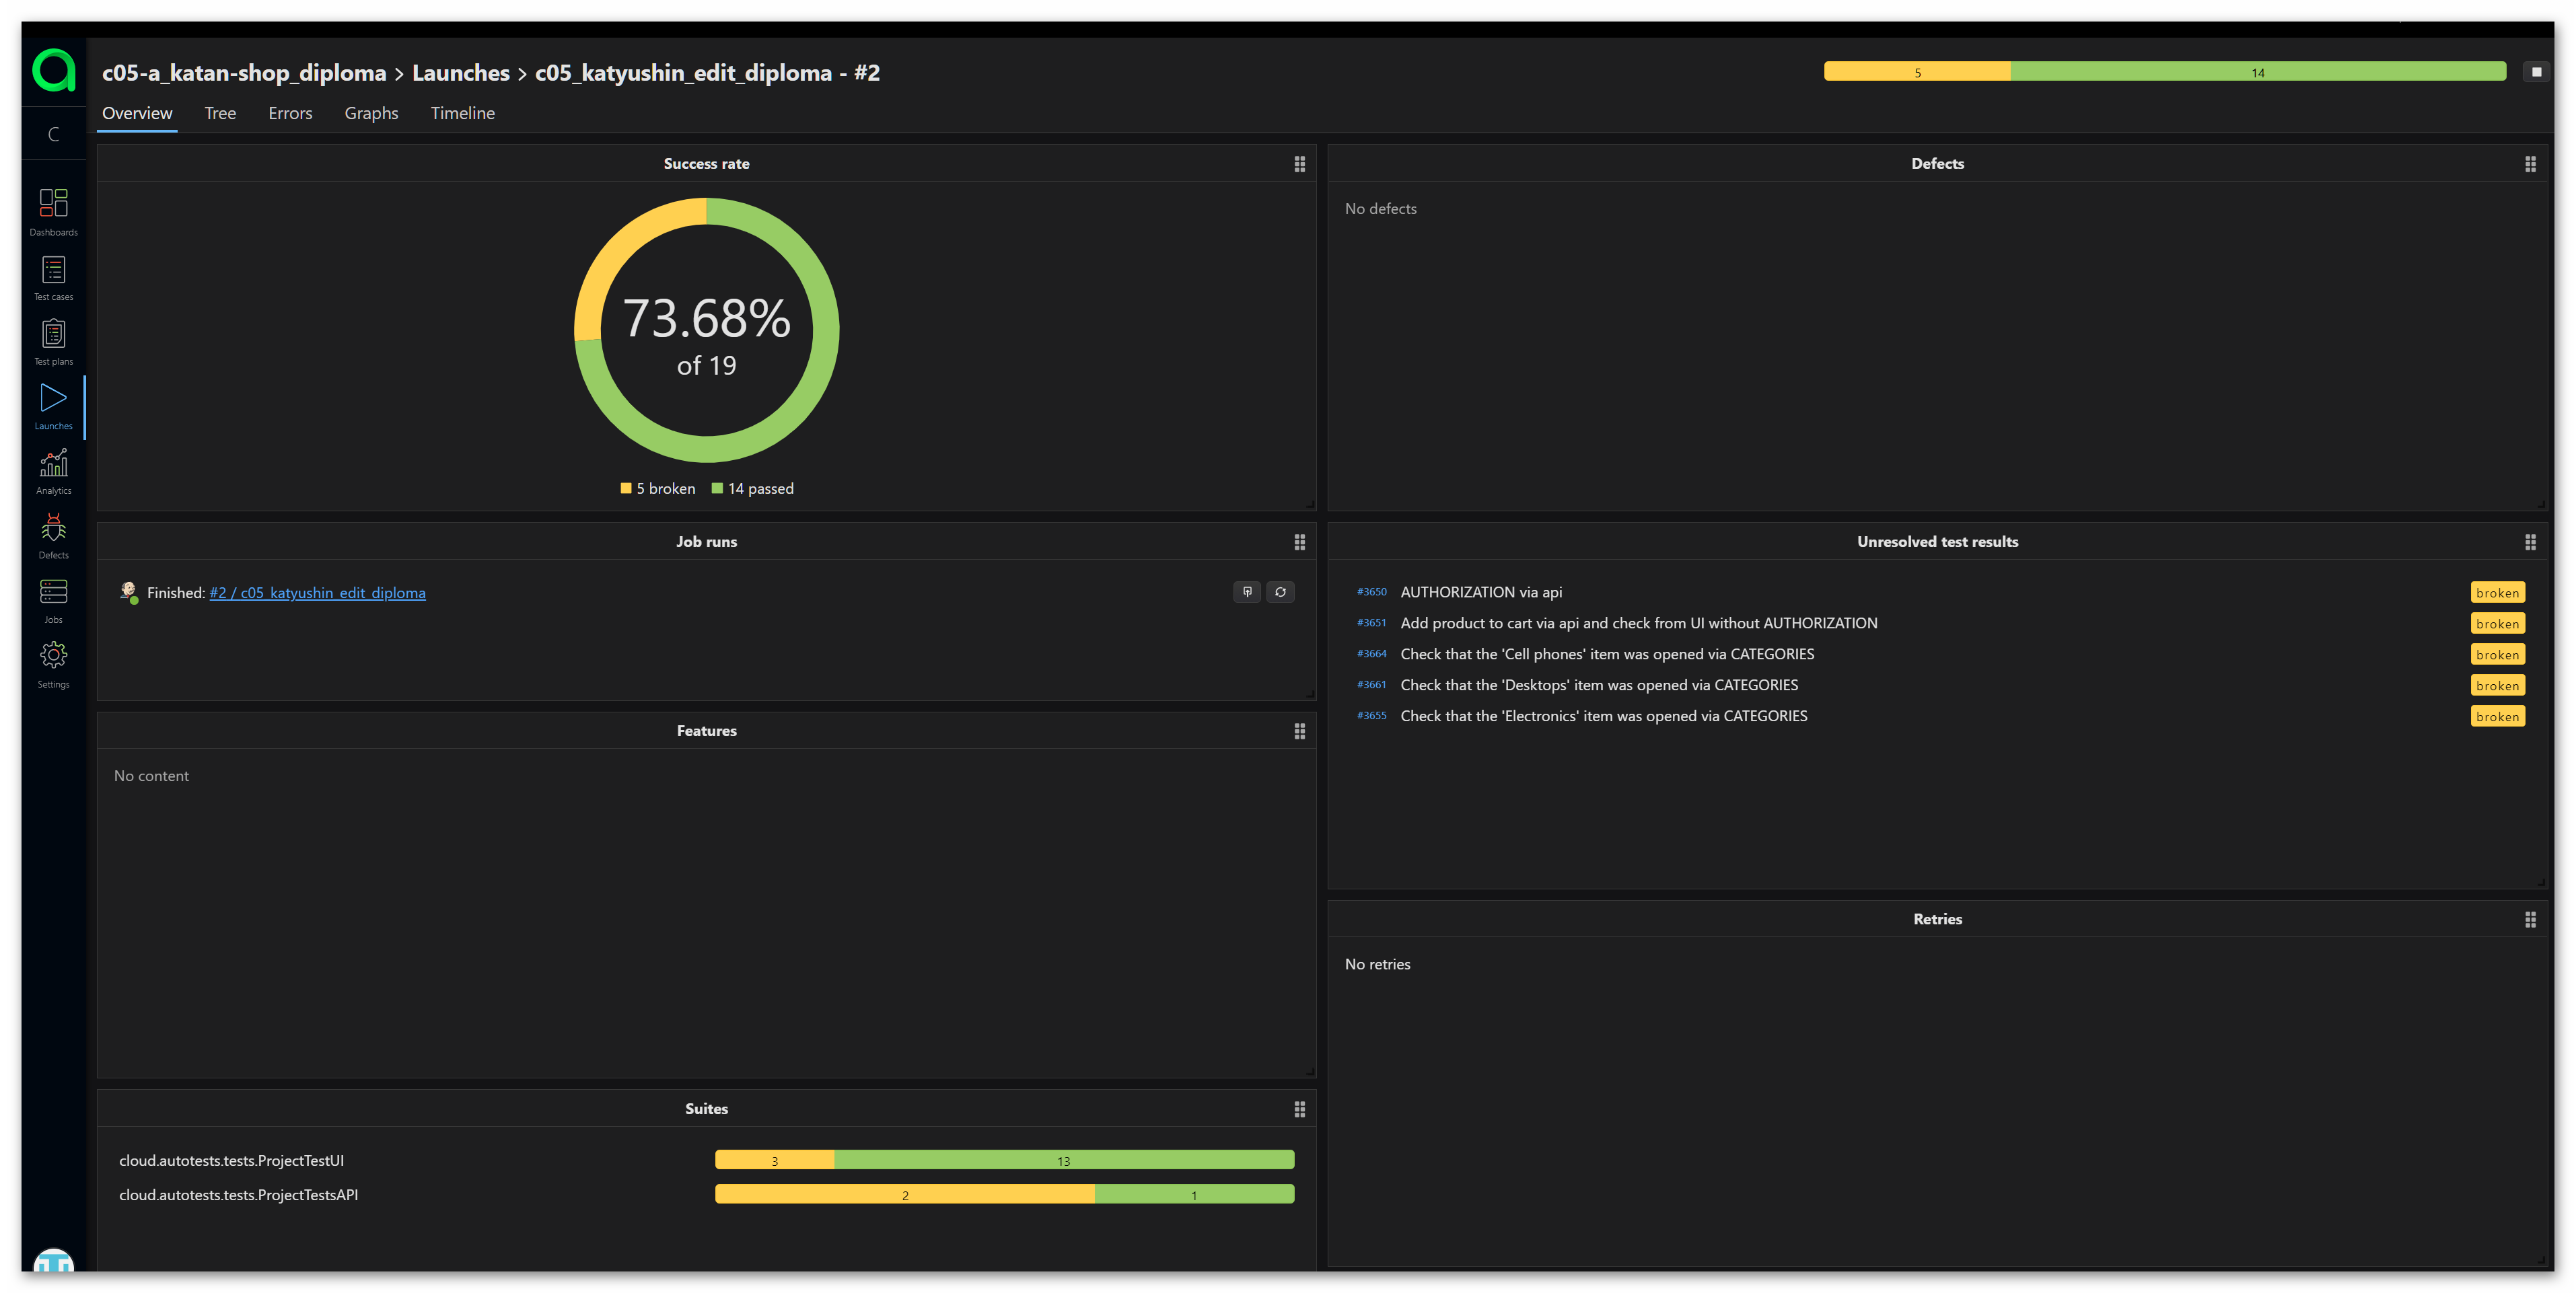 c05-a_katan-shop_diploma > Launches > c05_katyushin_edit_diploma - #2
5 14
Overview Tree Errors Graphs Timeline
C
Dashboards
Test cases
Test plans
Launches
Analytics
Defects
Jobs
Settings
Success rate
73.68%
of 19
5 broken 14 passed
Defects
No defects
Job runs
Finished: #2 / c05_katyushin_edit_diploma
Unresolved test results
#3650 AUTHORIZATION via api broken
#3651 Add product to cart via api and check from UI without AUTHORIZATION broken
#3664 Check that the 'Cell phones' item was opened via CATEGORIES broken
#3661 Check that the 'Desktops' item was opened via CATEGORIES broken
#3655 Check that the 'Electronics' item was opened via CATEGORIES broken
Features
No content
Retries
No retries
Suites
cloud.autotests.tests.ProjectTestUI 3 13
cloud.autotests.tests.ProjectTestsAPI 2 1